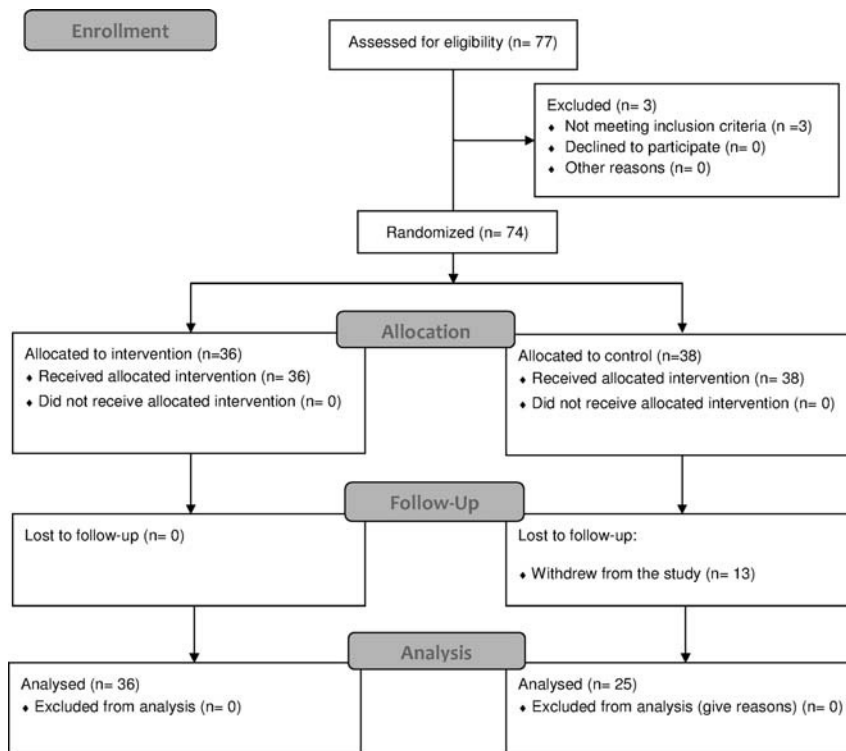 Enrollment
Assessed for eligibility (n= 77)
Excluded (n= 3)
♦ Not meeting inclusion criteria (n =3)
♦ Declined to participate (n= 0)
♦ Other reasons (n= 0)
Randomized (n= 74)
Allocation
Allocated to intervention (n=36)
♦ Received allocated intervention (n= 36)
♦ Did not receive allocated intervention (n= 0)
Allocated to control (n=38)
♦ Received allocated intervention (n= 38)
♦ Did not receive allocated intervention (n= 0)
Follow-Up
Lost to follow-up (n= 0)
Lost to follow-up:
♦ Withdrew from the study (n= 13)
Analysis
Analysed (n= 36)
♦ Excluded from analysis (n= 0)
Analysed (n= 25)
♦ Excluded from analysis (give reasons) (n= 0)